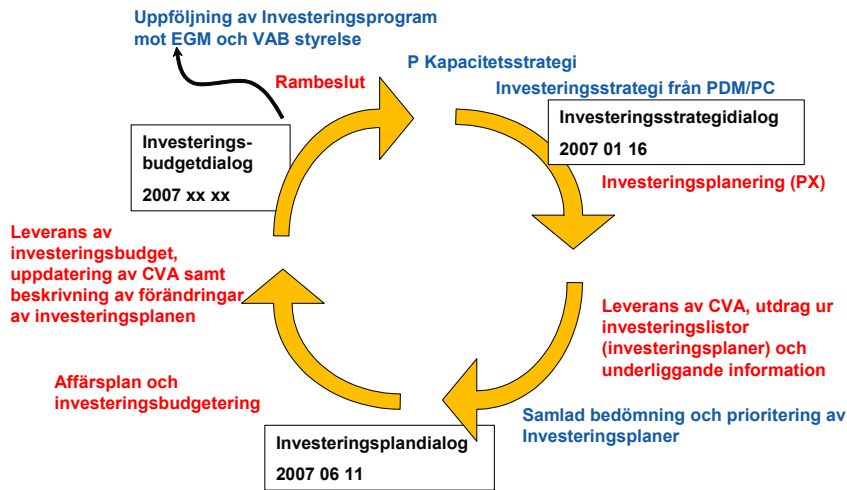 Uppföljning av Investeringsprogram
mot EGM och VAB styrelse
Rambeslut
P Kapacitetsstrategi
Investeringsstrategi från PDM/PC
Investeringsstrategidialog
2007 01 16
Investerings-
budgetdialog
2007 xx xx
Investeringsplanering (PX)
Leverans av
investeringsbudget,
uppdatering av CVA samt
beskrivning av förändringar
av investeringsplanen
Leverans av CVA, utdrag ur
investeringslistor
(investeringsplaner) och
underliggande information
Affärsplan och
investeringsbudgetering
Samlad bedömning och prioritering av
Investeringsplaner
Investeringsplandialog
2007 06 11